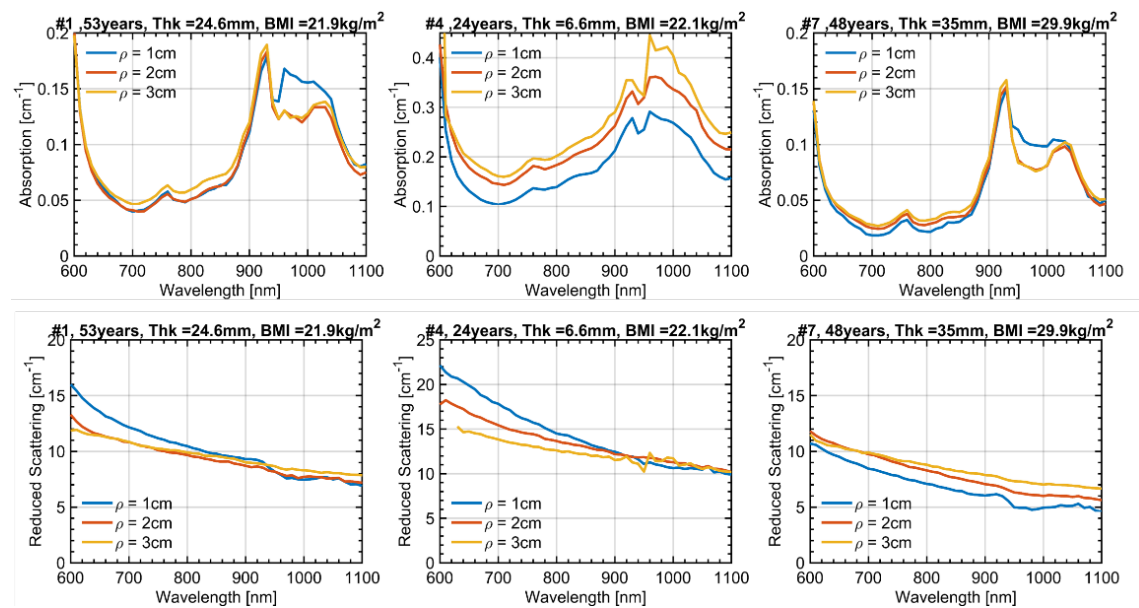 #1 ,53years, Thk =24.6mm, BMI =21.9kg/m²
0.2
0.15
0.1
0.05
0
Absorption [cm⁻¹]
ρ = 1cm
ρ = 2cm
ρ = 3cm
600 700 800 900 1000 1100
Wavelength [nm]
#4 ,24years, Thk =6.6mm, BMI =22.1kg/m²
0.4
0.3
0.2
0.1
0
Absorption [cm⁻¹]
ρ = 1cm
ρ = 2cm
ρ = 3cm
600 700 800 900 1000 1100
Wavelength [nm]
#7 ,48years, Thk =35mm, BMI =29.9kg/m²
0.2
0.15
0.1
0.05
0
Absorption [cm⁻¹]
ρ = 1cm
ρ = 2cm
ρ = 3cm
600 700 800 900 1000 1100
Wavelength [nm]
#1, 53years, Thk =24.6mm, BMI =21.9kg/m²
20
15
10
5
0
Reduced Scattering [cm⁻¹]
ρ = 1cm
ρ = 2cm
ρ = 3cm
600 700 800 900 1000 1100
Wavelength [nm]
#4, 24years, Thk =6.6mm, BMI =22.1kg/m²
25
20
15
10
5
0
Reduced Scattering [cm⁻¹]
ρ = 1cm
ρ = 2cm
ρ = 3cm
600 700 800 900 1000 1100
Wavelength [nm]
#7, 48years, Thk =35mm, BMI =29.9kg/m²
20
15
10
5
0
Reduced Scattering [cm⁻¹]
ρ = 1cm
ρ = 2cm
ρ = 3cm
600 700 800 900 1000 1100
Wavelength [nm]